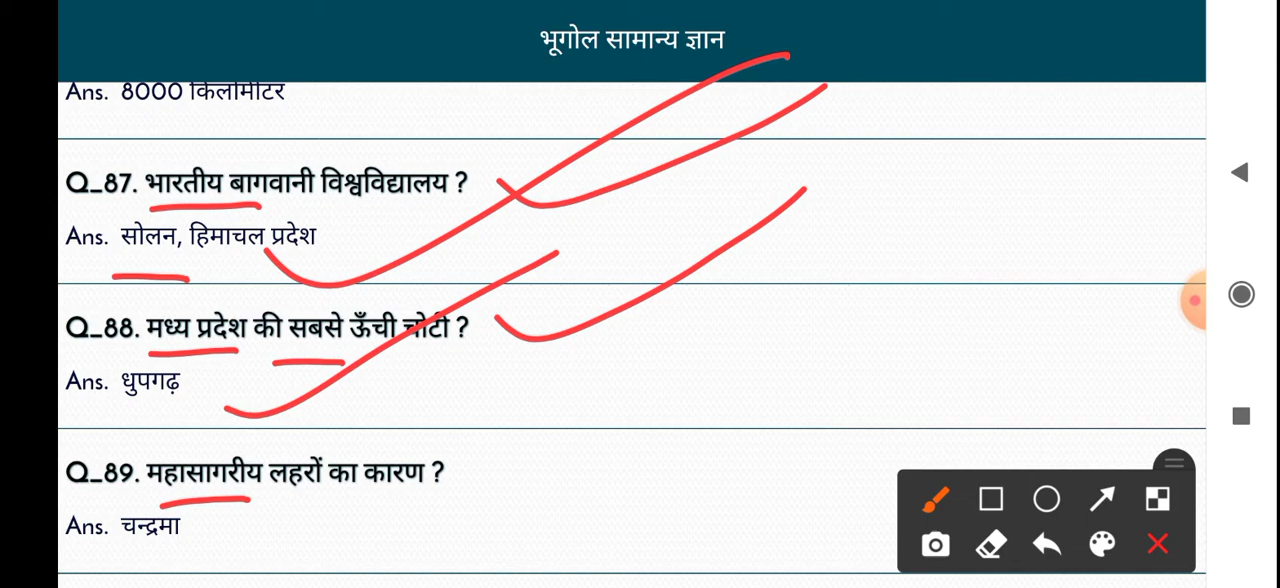 भूगोल सामान्य ज्ञान
Ans. 8000 किलोमीटर
Q_87. भारतीय बागवानी विश्वविद्यालय ?
Ans. सोलन, हिमाचल प्रदेश
Q_88. मध्य प्रदेश की सबसे ऊँची चोटी ?
Ans. धुपगढ़
Q_89. महासागरीय लहरों का कारण ?
Ans. चन्द्रमा